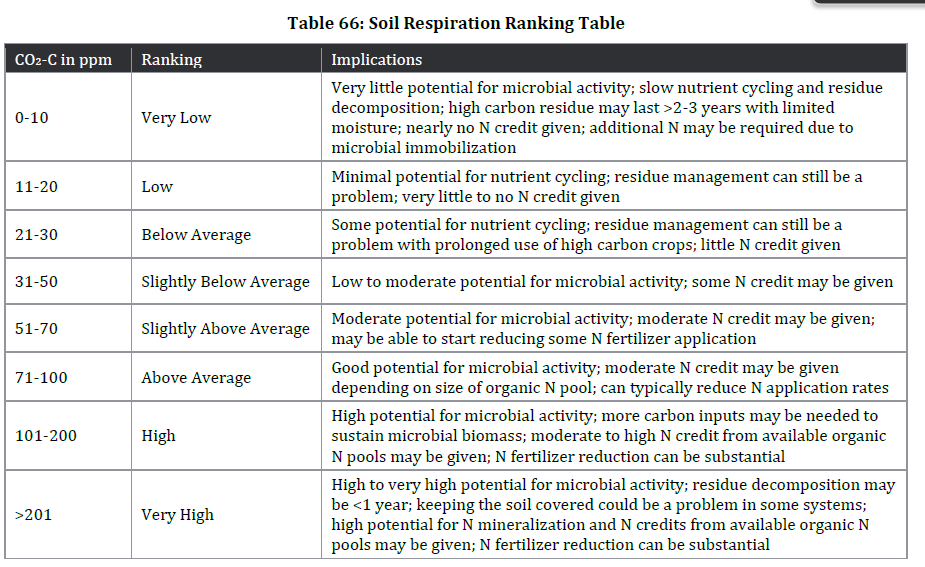 Table 66: Soil Respiration Ranking Table
CO₂-C in ppm Ranking Implications
0-10 Very Low Very little potential for microbial activity; slow nutrient cycling and residue
decomposition; high carbon residue may last >2-3 years with limited
moisture; nearly no N credit given; additional N may be required due to
microbial immobilization
11-20 Low Minimal potential for nutrient cycling; residue management can still be a
problem; very little to no N credit given
21-30 Below Average Some potential for nutrient cycling; residue management can still be a
problem with prolonged use of high carbon crops; little N credit given
31-50 Slightly Below Average Low to moderate potential for microbial activity; some N credit may be given
51-70 Slightly Above Average Moderate potential for microbial activity; moderate N credit may be given;
may be able to start reducing some N fertilizer application
71-100 Above Average Good potential for microbial activity; moderate N credit may be given
depending on size of organic N pool; can typically reduce N application rates
101-200 High High potential for microbial activity; more carbon inputs may be needed to
sustain microbial biomass; moderate to high N credit from available organic
N pools may be given; N fertilizer reduction can be substantial
>201 Very High High to very high potential for microbial activity; residue decomposition may
be <1 year; keeping the soil covered could be a problem in some systems;
high potential for N mineralization and N credits from available organic N
pools may be given; N fertilizer reduction can be substantial